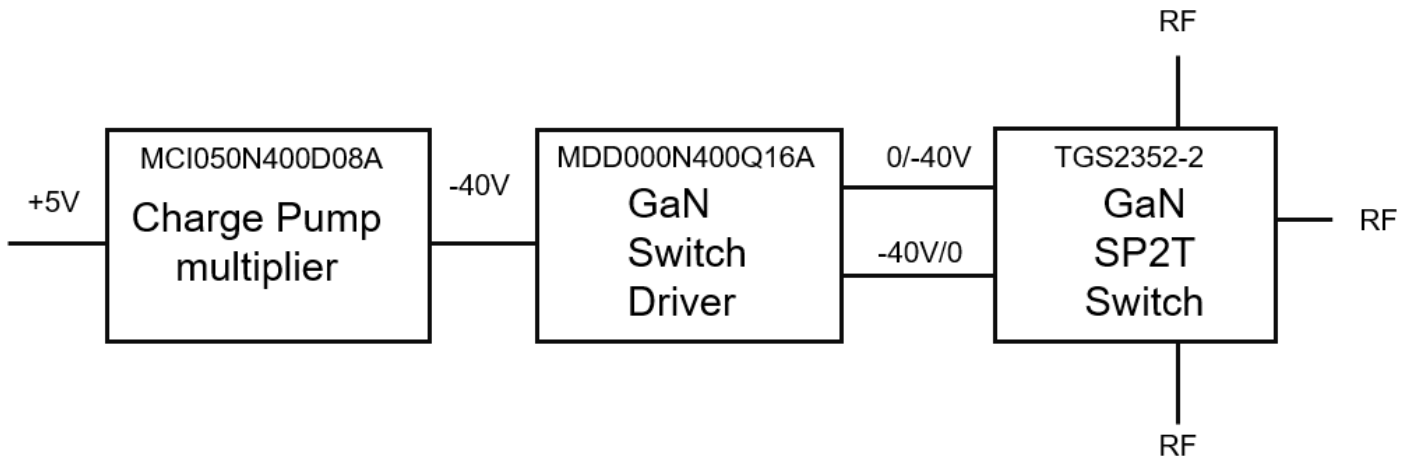 RF
+5V
MCI050N400D08A
Charge Pump
multiplier
-40V
MDD000N400Q16A
GaN
Switch
Driver
0/-40V
-40V/0
TGS2352-2
GaN
SP2T
Switch
RF
RF